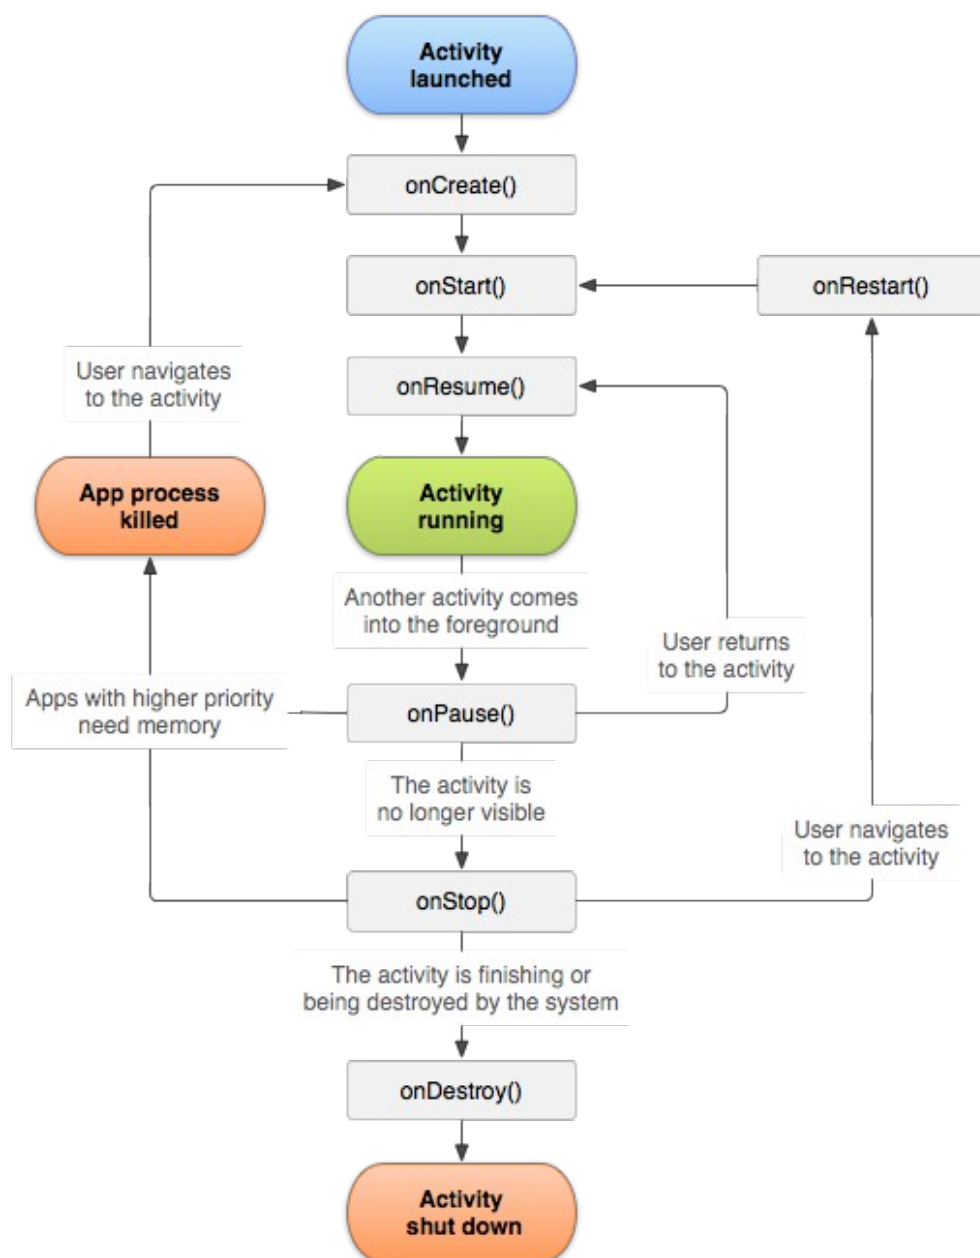 Activity
launched
onCreate()
onStart()
onRestart()
User navigates
to the activity
onResume()
App process
killed
Activity
running
Another activity comes
into the foreground
User returns
to the activity
Apps with higher priority
need memory
onPause()
The activity is
no longer visible
User navigates
to the activity
onStop()
The activity is finishing or
being destroyed by the system
onDestroy()
Activity
shut down